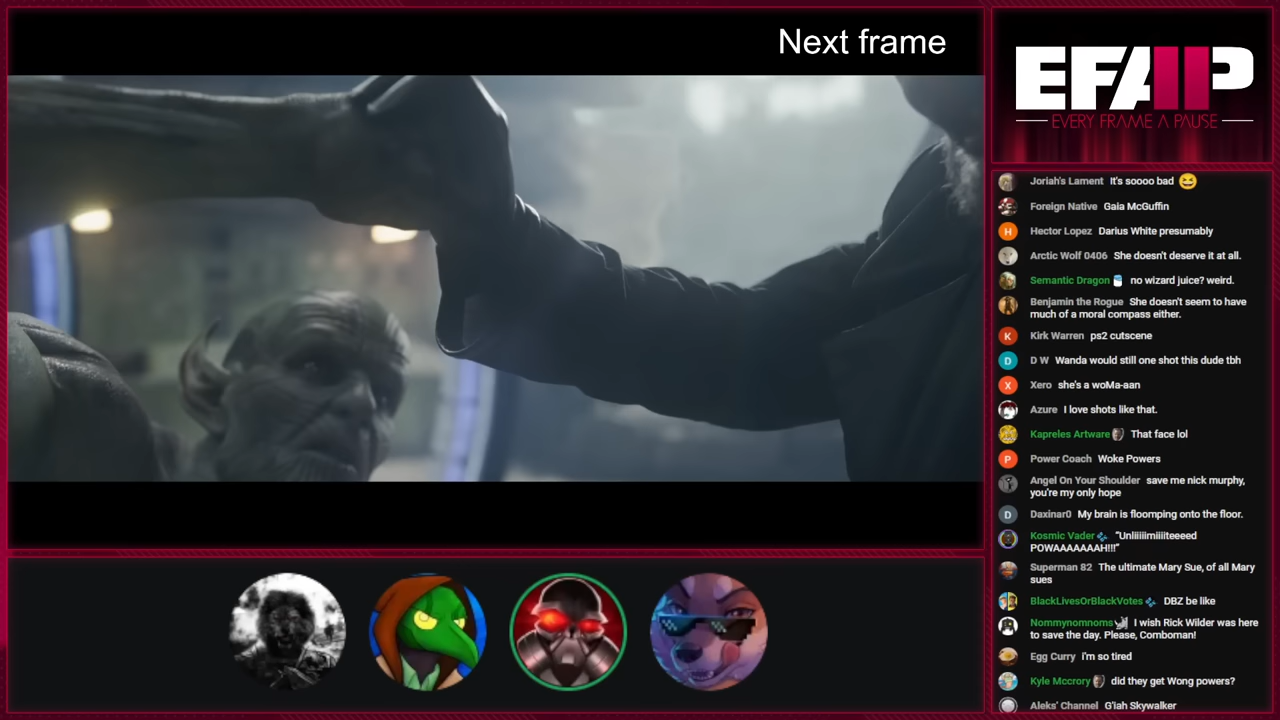 Next frame
EFAP
EVERY FRAME A PAUSE
Joriah's Lament It's soooo bad 😆
Foreign Native Gaia McGuffin
H Hector Lopez Darius White presumably
Arctic Wolf 0406 She doesn't deserve it at all.
Semantic Dragon no wizard juice? weird.
Benjamin the Rogue She doesn't seem to have
much of a moral compass either.
K Kirk Warren ps2 cutscene
D D W Wanda would still one shot this dude tbh
X Xero she's a woMa-aan
Azure I love shots like that.
Kapreles Artware That face lol
P Power Coach Woke Powers
Angel On Your Shoulder save me nick murphy,
you're my only hope
D Daxinar0 My brain is floomping onto the floor.
Kosmic Vader "Unliiiiimiiiiteeeed
POWAAAAAAAH!!!"
Superman 82 The ultimate Mary Sue, of all Mary
sues
BlackLivesOrBlackVotes DBZ be like
Nommynomnoms I wish Rick Wilder was here
to save the day. Please, Comboman!
Egg Curry i'm so tired
Kyle Mccrory did they get Wong powers?
Aleks' Channel G'iah Skywalker